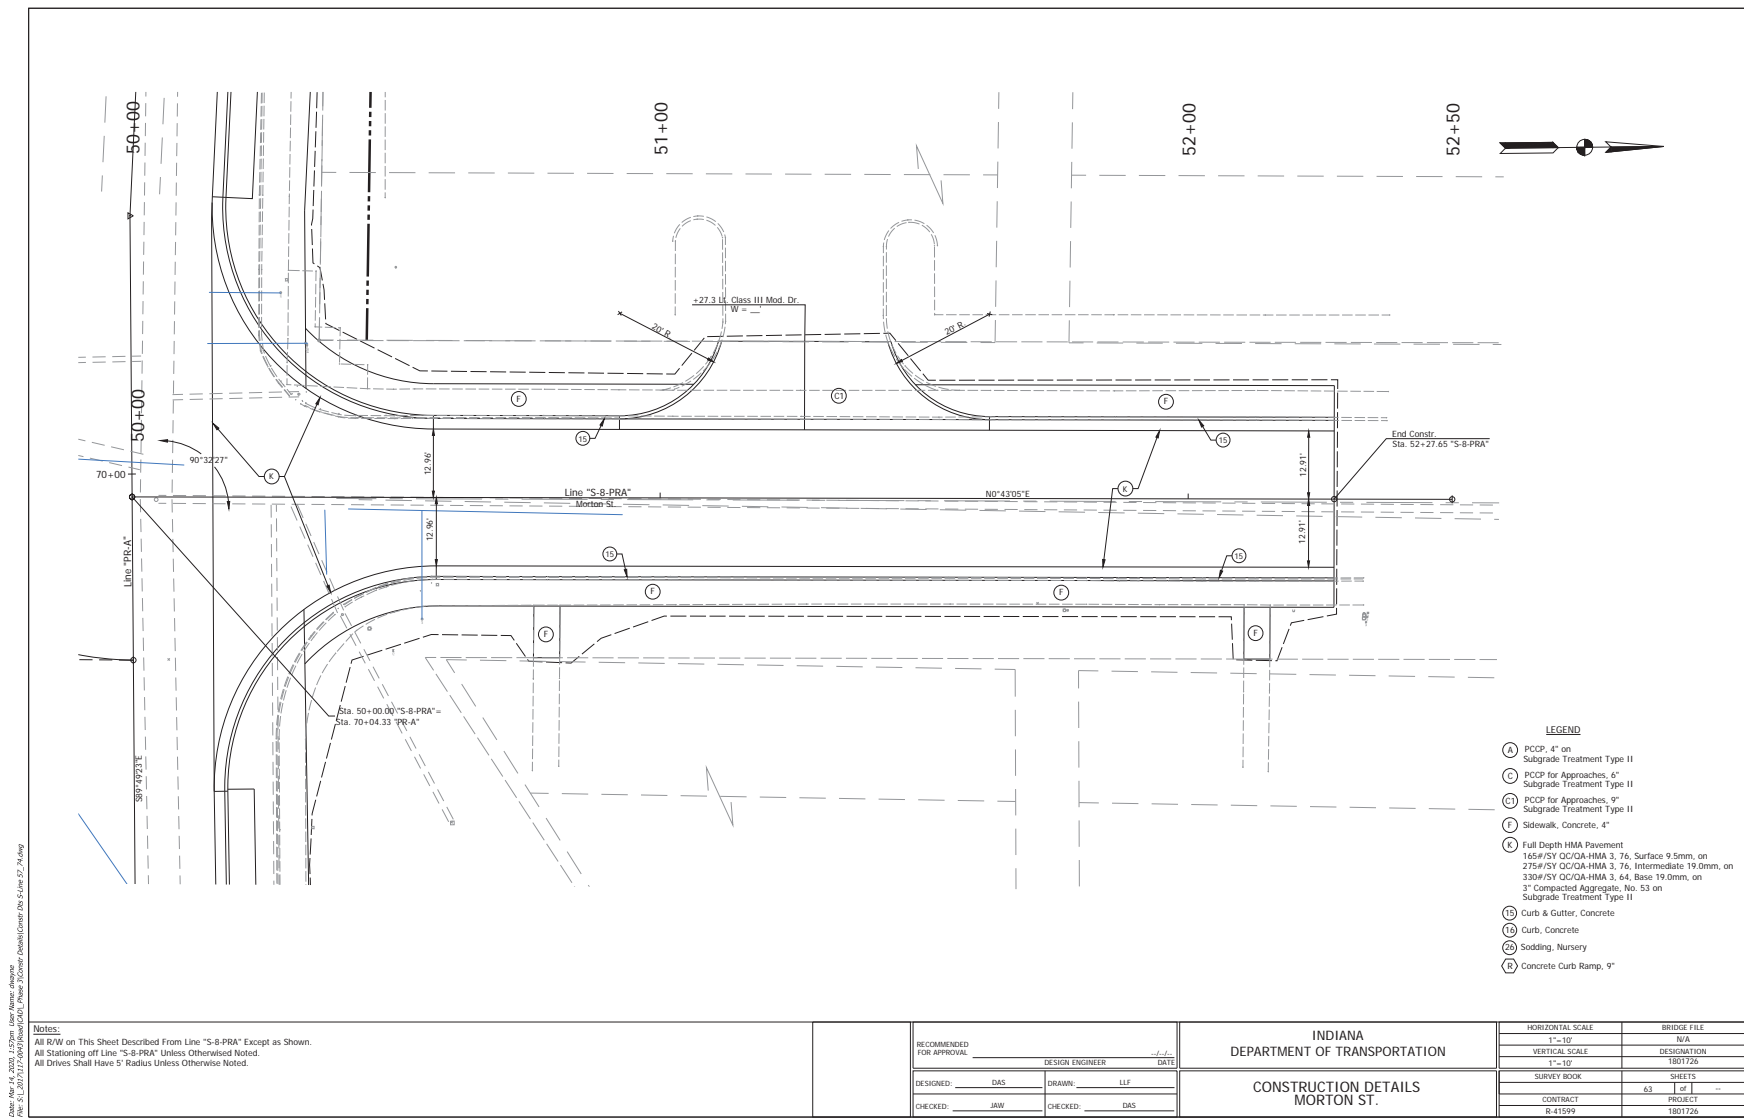 50+00
51+00
52+00
52+50
+27.3 Lt. Class III Mod. Dr.
W = __'
20' R
20' R
F
C1
F
50+00
15
15
End Constr.
Sta. 52+27.65 "S-8-PRA"
90°32'27"
70+00
K
12.96'
12.91'
K
Line "S-8-PRA"
Morton St.
N0°43'05"E
12.96'
12.91'
Line "PR-A"
15
15
F
F
F
F
Sta. 50+00.00 "S-8-PRA"=
Sta. 70+04.33 "PR-A"
S89°49'23"E
LEGEND
A PCCP, 4" on
Subgrade Treatment Type II
C PCCP for Approaches, 6"
Subgrade Treatment Type II
C1 PCCP for Approaches, 9"
Subgrade Treatment Type II
F Sidewalk, Concrete, 4"
K Full Depth HMA Pavement
165#/SY QC/QA-HMA 3, 76, Surface 9.5mm, on
275#/SY QC/QA-HMA 3, 76, Intermediate 19.0mm, on
330#/SY QC/QA-HMA 3, 64, Base 19.0mm, on
3" Compacted Aggregate, No. 53 on
Subgrade Treatment Type II
15 Curb & Gutter, Concrete
16 Curb, Concrete
26 Sodding, Nursery
R Concrete Curb Ramp, 9"
Date: Mar 14, 2020, 1:57pm User Name: dwayne
Notes:
All R/W on This Sheet Described From Line "S-8-PRA" Except as Shown.
All Stationing off Line "S-8-PRA" Unless Otherwised Noted.
All Drives Shall Have 5' Radius Unless Otherwise Noted.
RECOMMENDED
FOR APPROVAL
--/--/--
DESIGN ENGINEER DATE
DESIGNED: DAS DRAWN: LLF
CHECKED: JAW CHECKED: DAS
INDIANA
DEPARTMENT OF TRANSPORTATION
CONSTRUCTION DETAILS
MORTON ST.
HORIZONTAL SCALE BRIDGE FILE
1"=10' N/A
VERTICAL SCALE DESIGNATION
1"=10' 1801726
SURVEY BOOK SHEETS
63 of --
CONTRACT PROJECT
R-41599 1801726